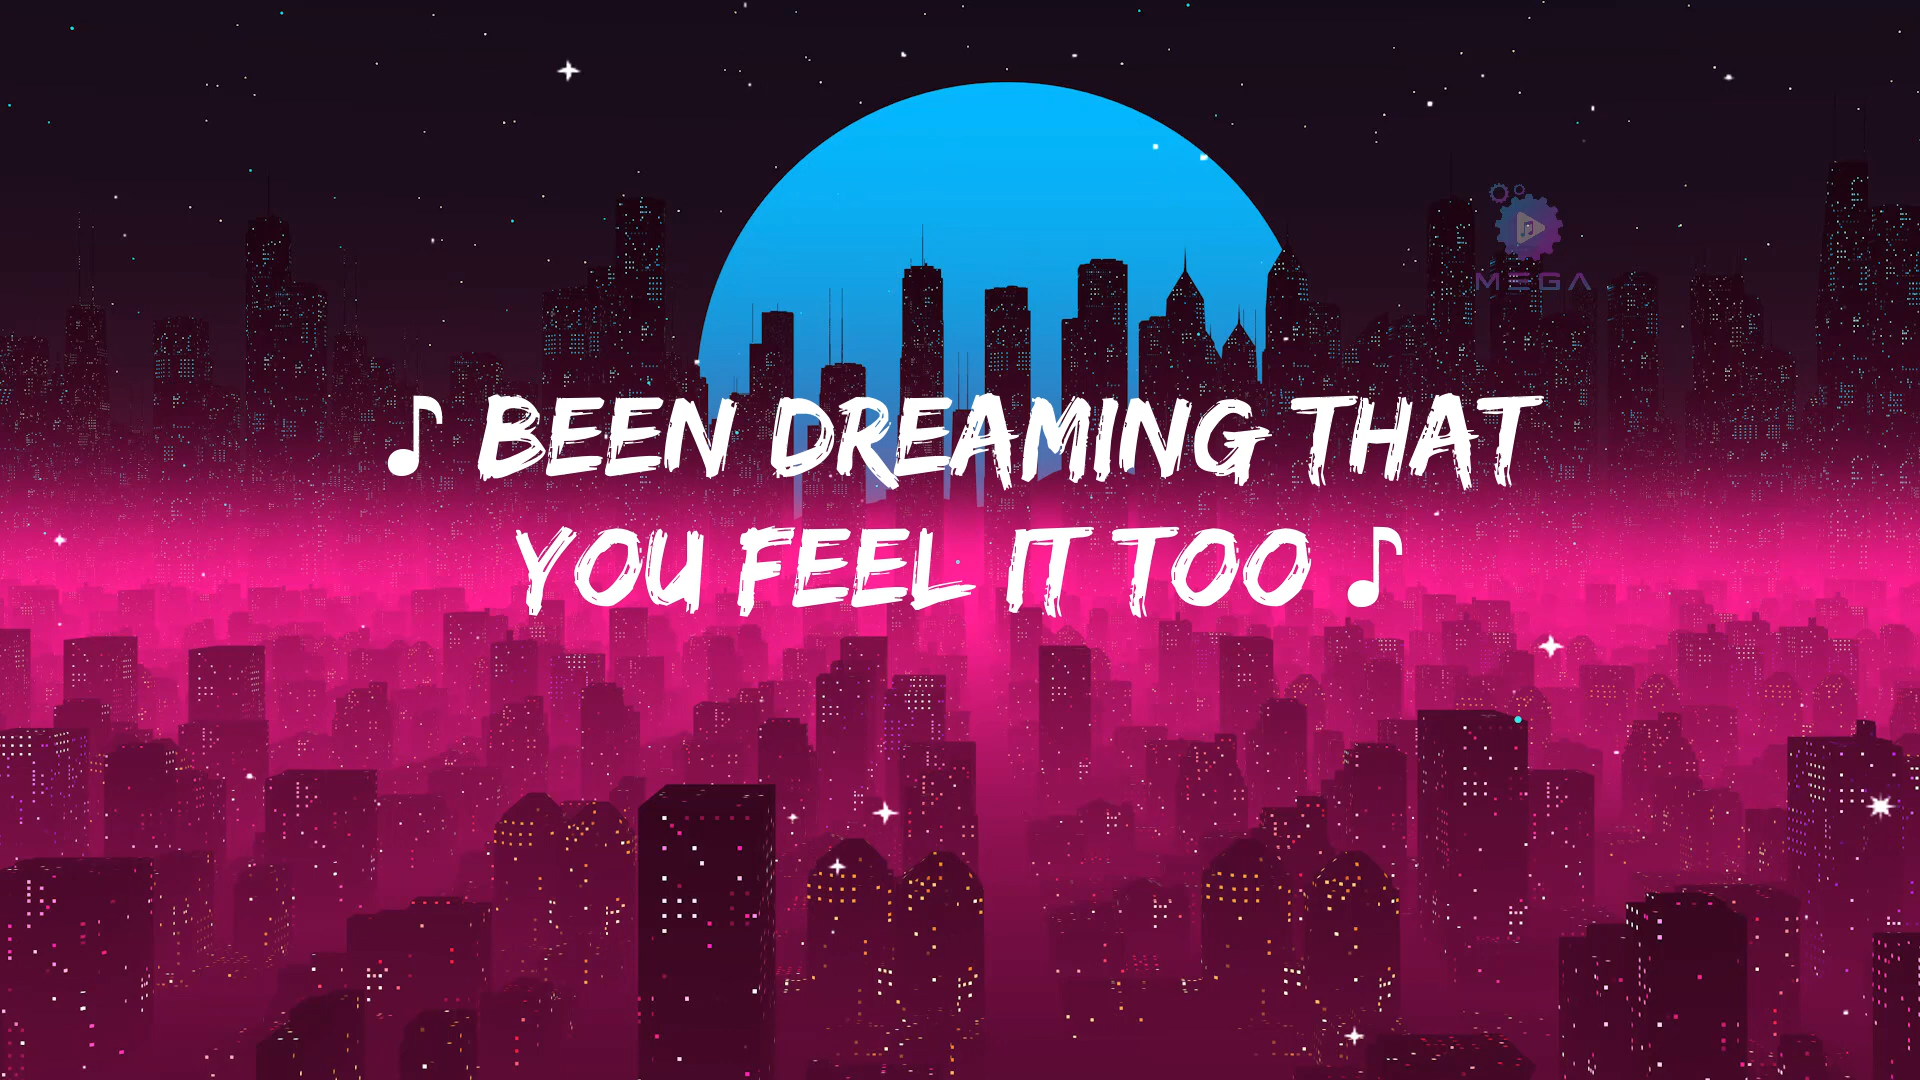 MEGA
♪ BEEN DREAMING THAT
YOU FEEL IT TOO ♪